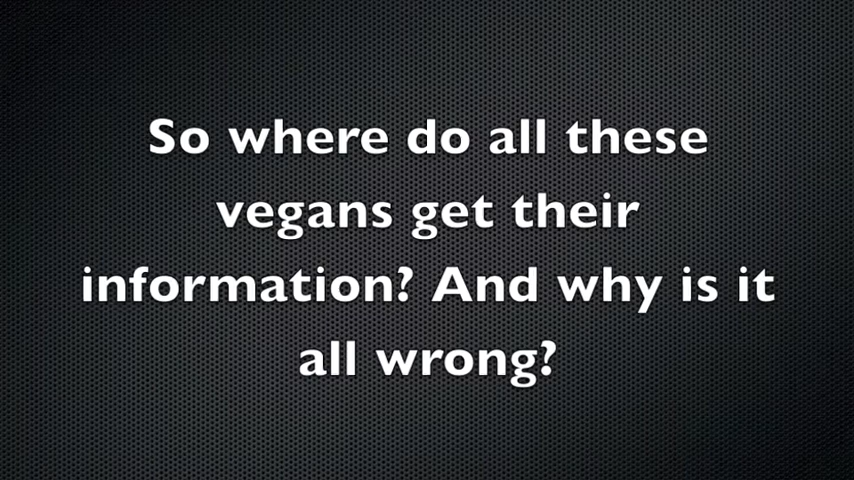 So where do all these
vegans get their
information? And why is it
all wrong?